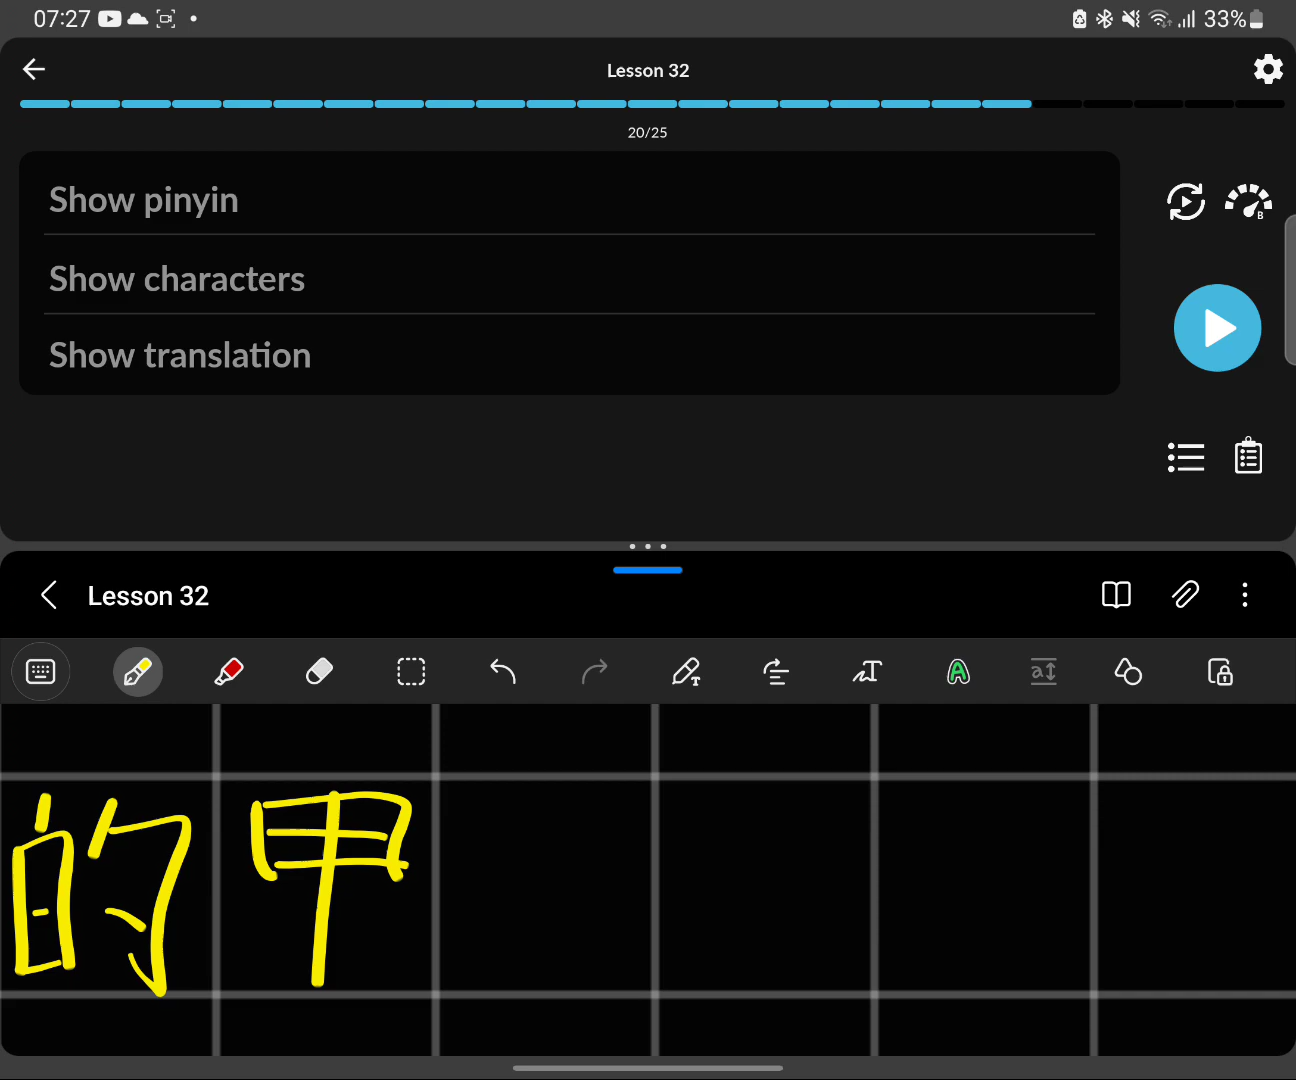 07:27 33%
Lesson 32
20/25
Show pinyin
Show characters
Show translation
B
Lesson 32
T T A a
的甲